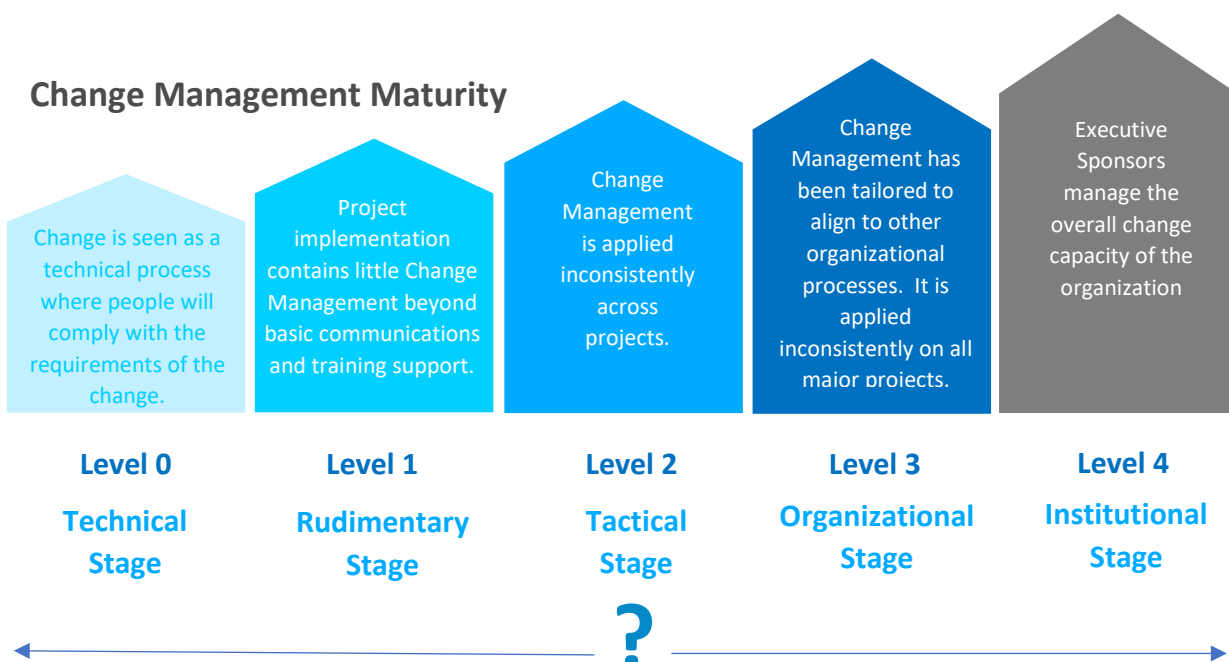 Change Management Maturity
Change is seen as a
technical process
where people will
comply with the
requirements of the
change.
Project
implementation
contains little Change
Management beyond
basic communications
and training support.
Change
Management
is applied
inconsistently
across
projects.
Change
Management has
been tailored to
align to other
organizational
processes.  It is
applied
inconsistently on all
major projects.
Executive
Sponsors
manage the
overall change
capacity of the
organization
Level 0
Technical
Stage
Level 1
Rudimentary
Stage
Level 2
Tactical
Stage
Level 3
Organizational
Stage
Level 4
Institutional
Stage
?